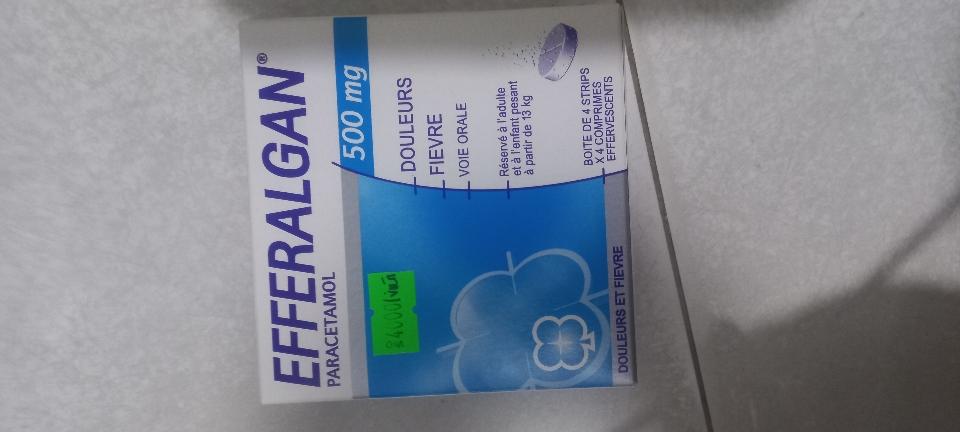 EFFERALGAN®
PARACETAMOL
500 mg
DOULEURS
FIEVRE
VOIE ORALE
Réservé à l'adulte
et à l'enfant pesant
à partir de 13 kg
BOITE DE 4 STRIPS
X 4 COMPRIMES
EFFERVESCENTS
DOULEURS ET FIEVRE